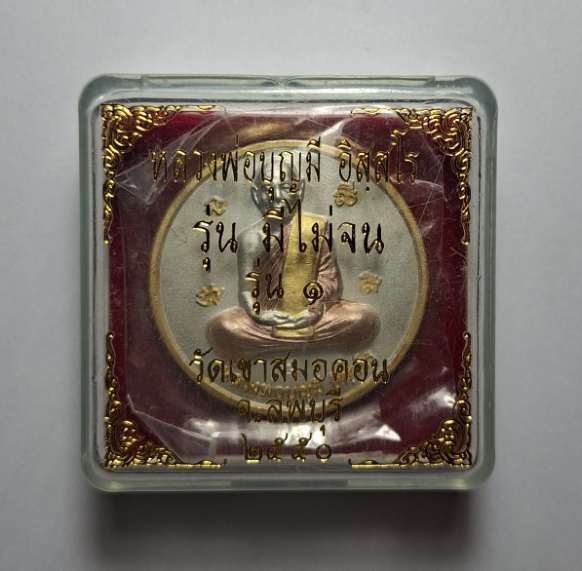 หลวงพ่อบุญมี อิสฺสโร
รุ่น มีไม่จน
รุ่น ๑
วัดเขาสมอคอน
จ.ลพบุรี
๒๕๕๐